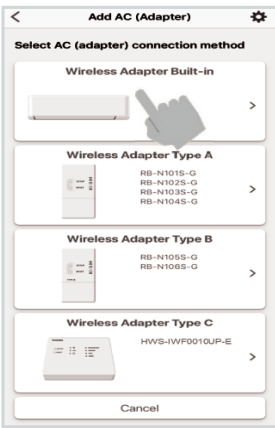 Add AC (Adapter)
Select AC (adapter) connection method
Wireless Adapter Built-in
Wireless Adapter Type A
RB-N101S-G
RB-N102S-G
RB-N103S-G
RB-N104S-G
Wireless Adapter Type B
RB-N105S-G
RB-N106S-G
Wireless Adapter Type C
HWS-IWF0010UP-E
Cancel